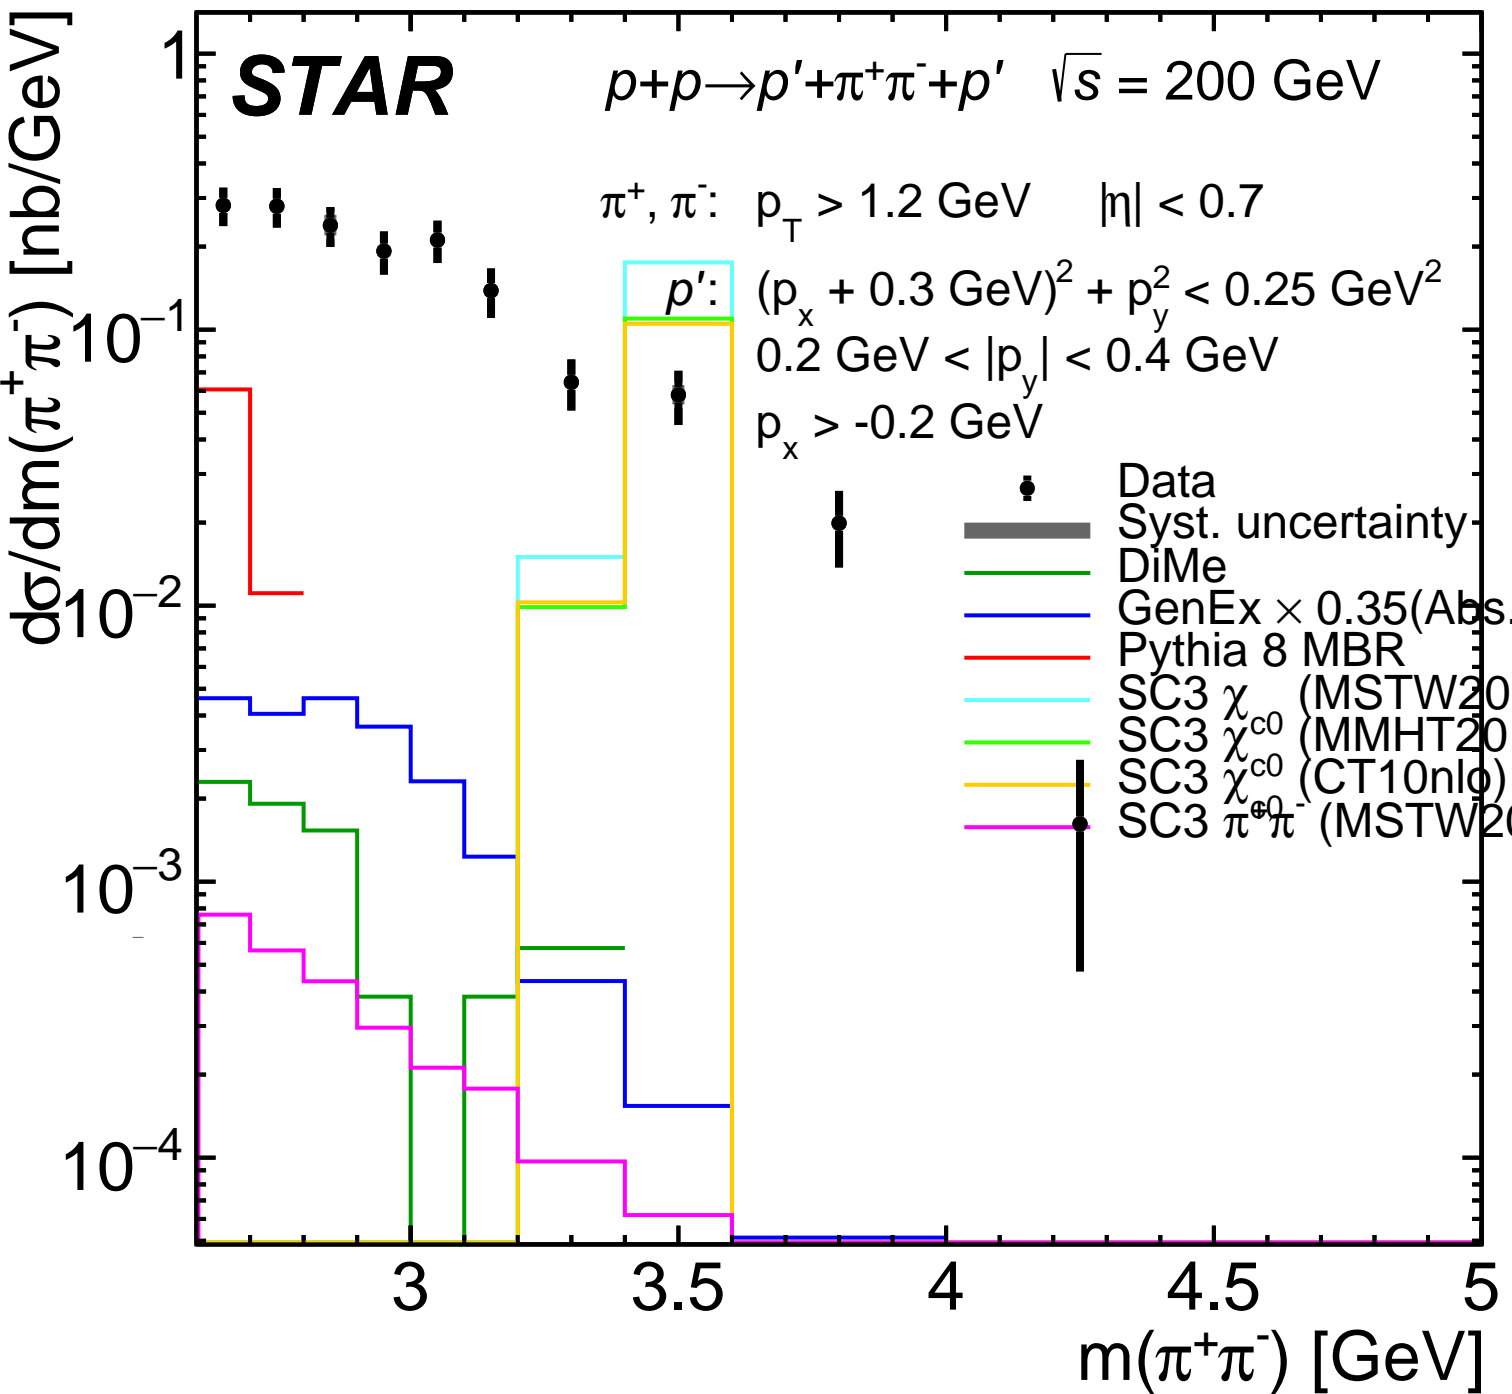 dσ/dm(π⁺π⁻) [nb/GeV]
1
10⁻¹
10⁻²
10⁻³
10⁻⁴
STAR p+p→p′+π⁺π⁻+p′ √s = 200 GeV
π⁺, π⁻: p_T > 1.2 GeV |η| < 0.7
p′: (p_x + 0.3 GeV)² + p_y² < 0.25 GeV²
0.2 GeV < |p_y| < 0.4 GeV
p_x > -0.2 GeV
Data
Syst. uncertainty
DiMe
GenEx × 0.35(Abs.
Pythia 8 MBR
SC3 χ_c0 (MSTW20
SC3 χ_c0 (MMHT20
SC3 χ_c0 (CT10nlo)
SC3 π⁺π⁻ (MSTW20
3 3.5 4 4.5 5
m(π⁺π⁻) [GeV]